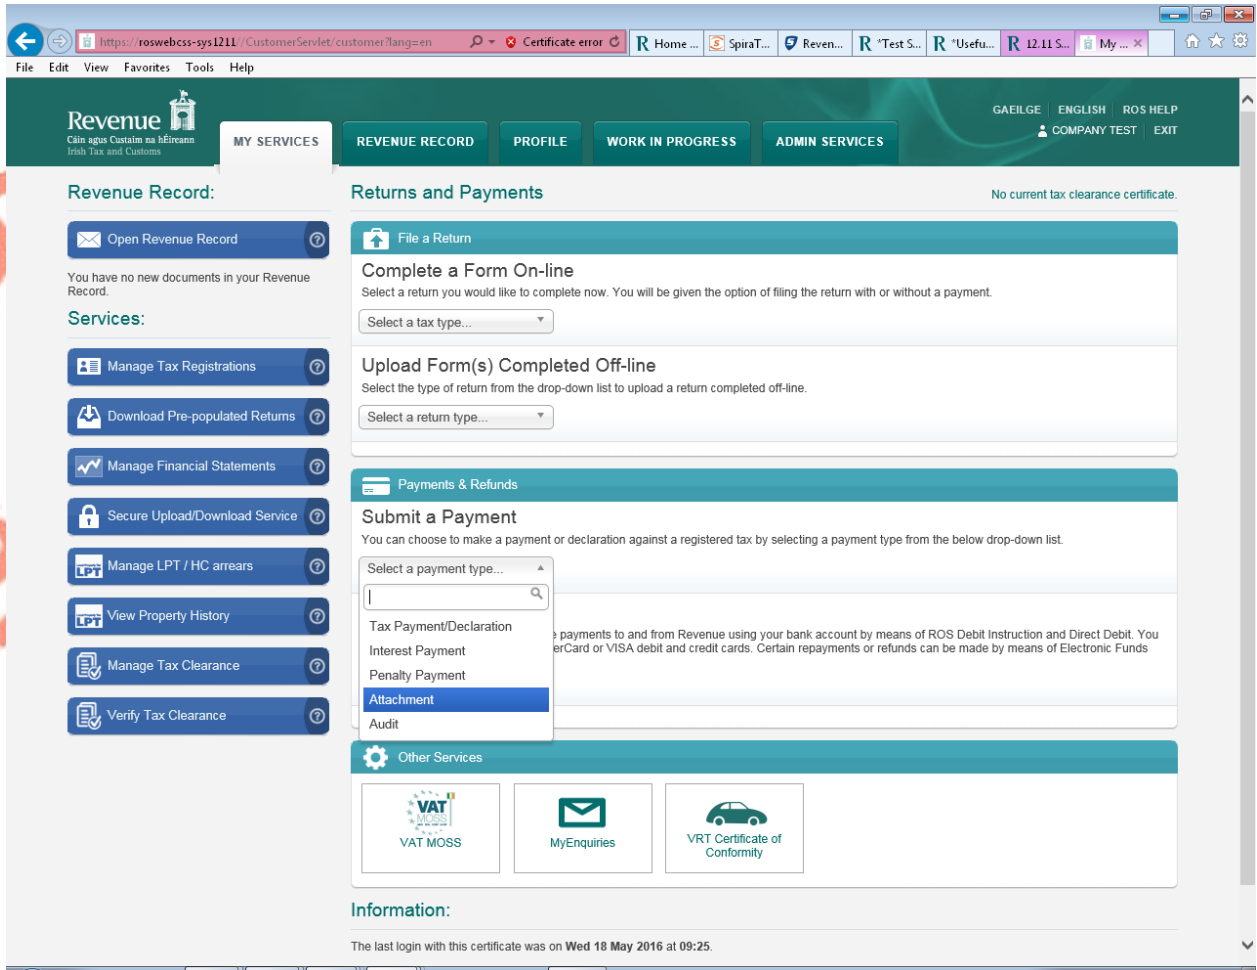 https://roswebcss-sys1211//CustomerServlet/customer?lang=en
Certificate error
Home ...
SpiraT...
Reven...
*Test S...
*Usefu...
12.11 S...
My ...
File Edit View Favorites Tools Help
Revenue
Cáin agus Custaim na hÉireann
Irish Tax and Customs
MY SERVICES
REVENUE RECORD
PROFILE
WORK IN PROGRESS
ADMIN SERVICES
GAEILGE ENGLISH ROS HELP
COMPANY TEST EXIT
Revenue Record:
Open Revenue Record
You have no new documents in your Revenue
Record.
Services:
Manage Tax Registrations
Download Pre-populated Returns
Manage Financial Statements
Secure Upload/Download Service
LPT Manage LPT / HC arrears
LPT View Property History
Manage Tax Clearance
Verify Tax Clearance
Returns and Payments
No current tax clearance certificate.
File a Return
Complete a Form On-line
Select a return you would like to complete now. You will be given the option of filing the return with or without a payment.
Select a tax type...
Upload Form(s) Completed Off-line
Select the type of return from the drop-down list to upload a return completed off-line.
Select a return type...
Payments & Refunds
Submit a Payment
You can choose to make a payment or declaration against a registered tax by selecting a payment type from the below drop-down list.
Select a payment type...
Tax Payment/Declaration
Interest Payment
Penalty Payment
Attachment
Audit
payments to and from Revenue using your bank account by means of ROS Debit Instruction and Direct Debit. You
erCard or VISA debit and credit cards. Certain repayments or refunds can be made by means of Electronic Funds
Other Services
VAT
MOSS
VAT MOSS
MyEnquiries
VRT Certificate of
Conformity
Information:
The last login with this certificate was on Wed 18 May 2016 at 09:25.